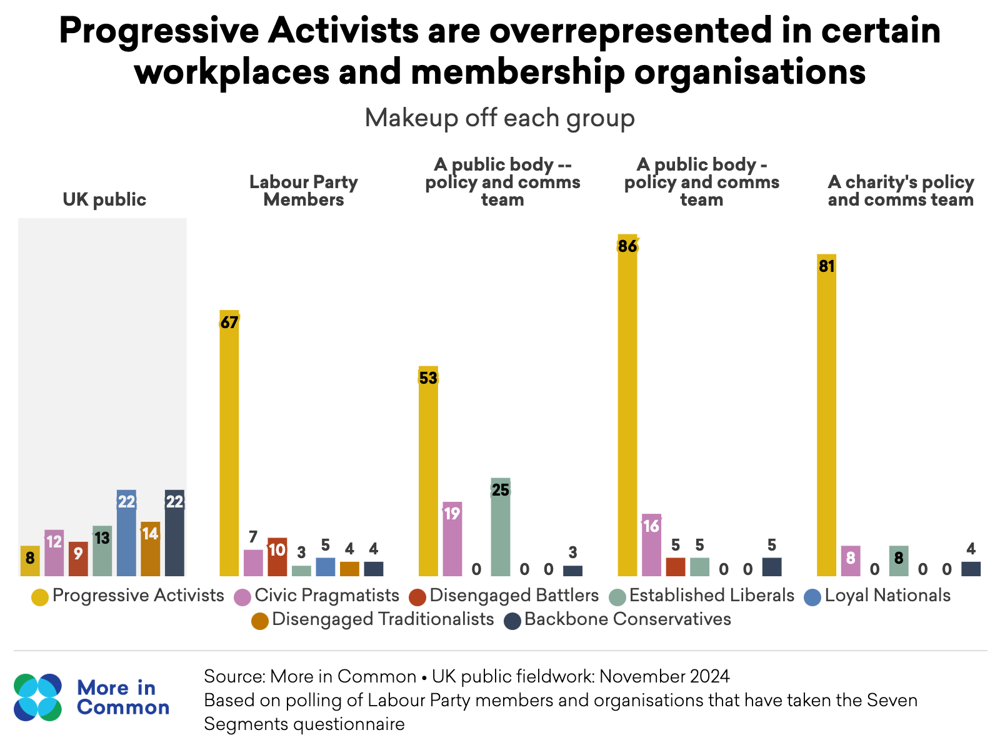 Progressive Activists are overrepresented in certain
workplaces and membership organisations
Makeup off each group
UK public
Labour Party
Members
A public body --
policy and comms
team
A public body -
policy and comms
team
A charity's policy
and comms team
8 12 9 13 22 14 22
67 7 10 3 5 4 4
53 19 0 25 0 0 3
86 16 5 5 0 0 5
81 8 0 8 0 0 4
Progressive Activists Civic Pragmatists Disengaged Battlers Established Liberals Loyal Nationals
Disengaged Traditionalists Backbone Conservatives
More in
Common
Source: More in Common • UK public fieldwork: November 2024
Based on polling of Labour Party members and organisations that have taken the Seven
Segments questionnaire